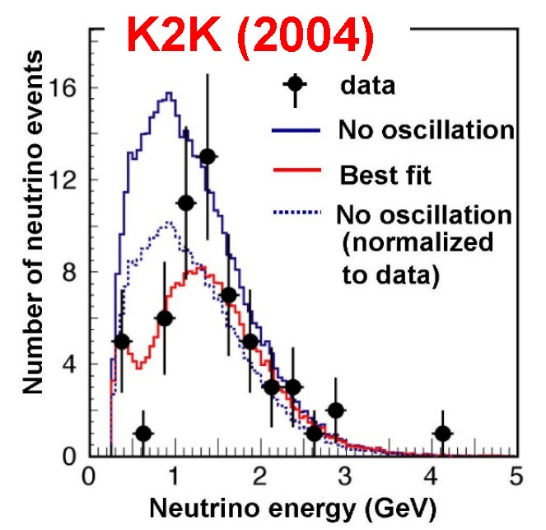 K2K (2004)
Number of neutrino events
16
12
8
4
0
data
No oscillation
Best fit
No oscillation
(normalized
to data)
0 1 2 3 4 5
Neutrino energy (GeV)